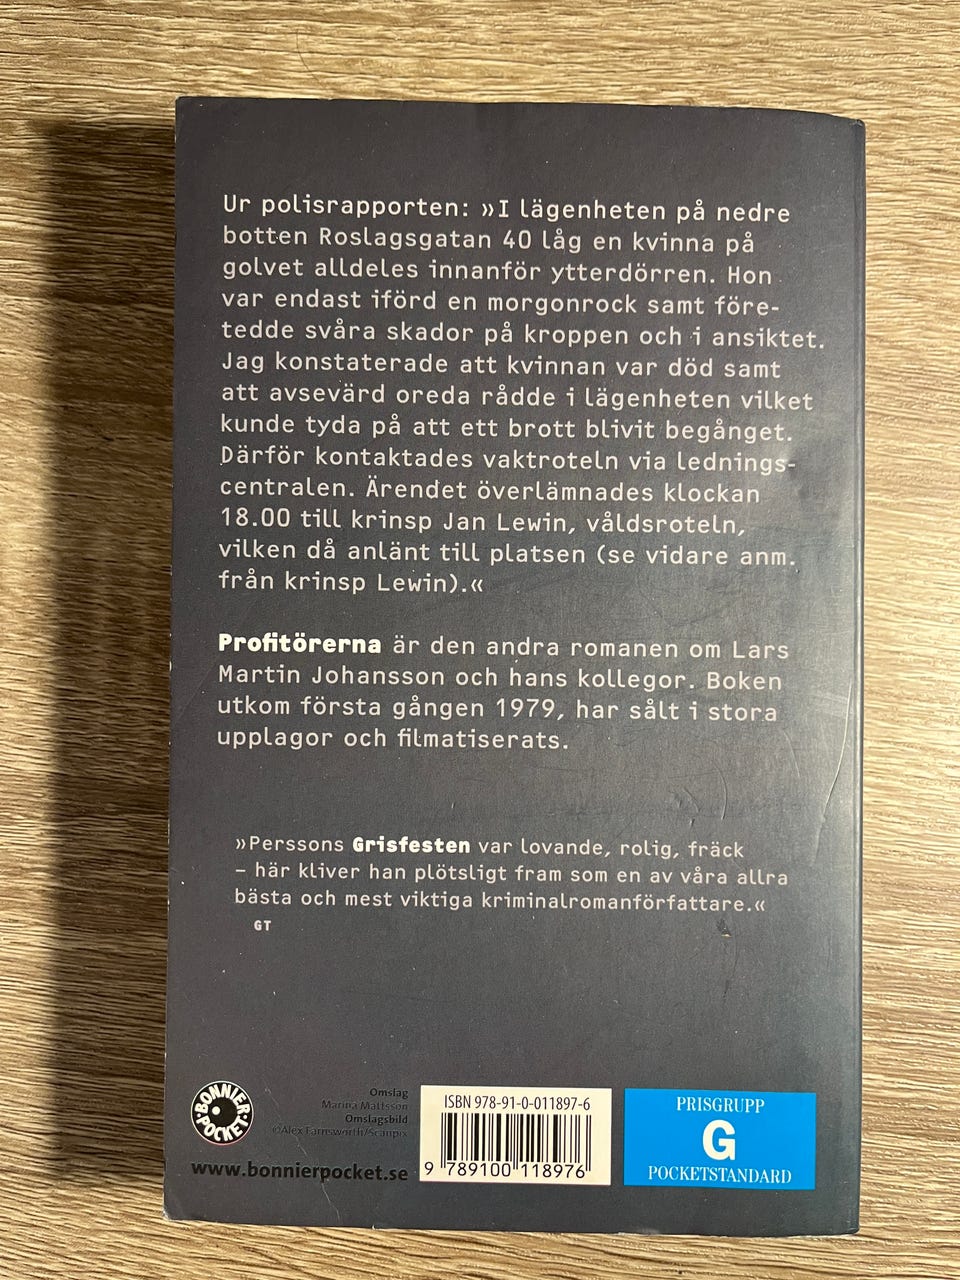 Ur polisrapporten: »I lägenheten på nedre
botten Roslagsgatan 40 låg en kvinna på
golvet alldeles innanför ytterdörren. Hon
var endast iförd en morgonrock samt före-
tedde svåra skador på kroppen och i ansiktet.
Jag konstaterade att kvinnan var död samt
att avsevärd oreda rådde i lägenheten vilket
kunde tyda på att ett brott blivit begånget.
Därför kontaktades vaktroteln via lednings-
centralen. Ärendet överlämnades klockan
18.00 till krinsp Jan Lewin, våldsroteln,
vilken då anlänt till platsen (se vidare anm.
från krinsp Lewin).«
Profitörerna är den andra romanen om Lars
Martin Johansson och hans kollegor. Boken
utkom första gången 1979, har sålt i stora
upplagor och filmatiserats.
»Perssons Grisfesten var lovande, rolig, fräck
– här kliver han plötsligt fram som en av våra allra
bästa och mest viktiga kriminalromanförfattare.«
GT
BONNIER POCKET
Omslag
Marina Mattsson
Omslagsbild
©Alex Farnsworth/Scanpix
www.bonnierpocket.se
ISBN 978-91-0-011897-6
9 789100 118976
PRISGRUPP
G
POCKETSTANDARD